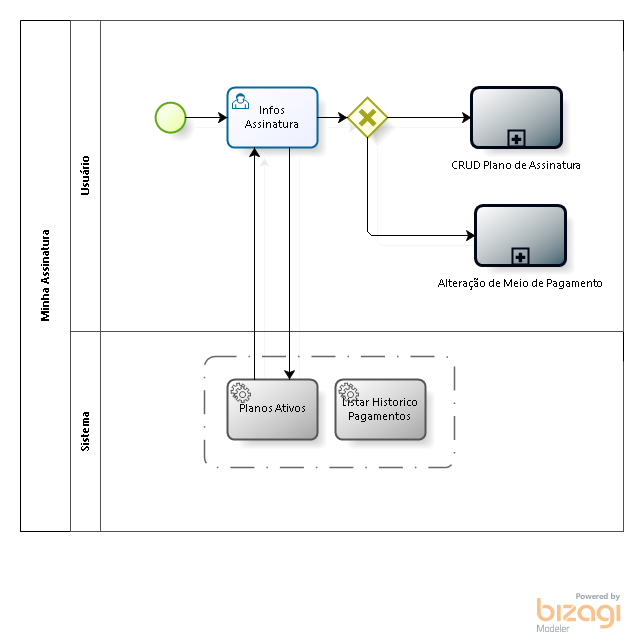 Minha Assinatura
Usuário
Infos
Assinatura
CRUD Plano de Assinatura
Alteração de Meio de Pagamento
Sistema
Planos Ativos
Listar Historico
Pagamentos
Powered by
bizagi
Modeler